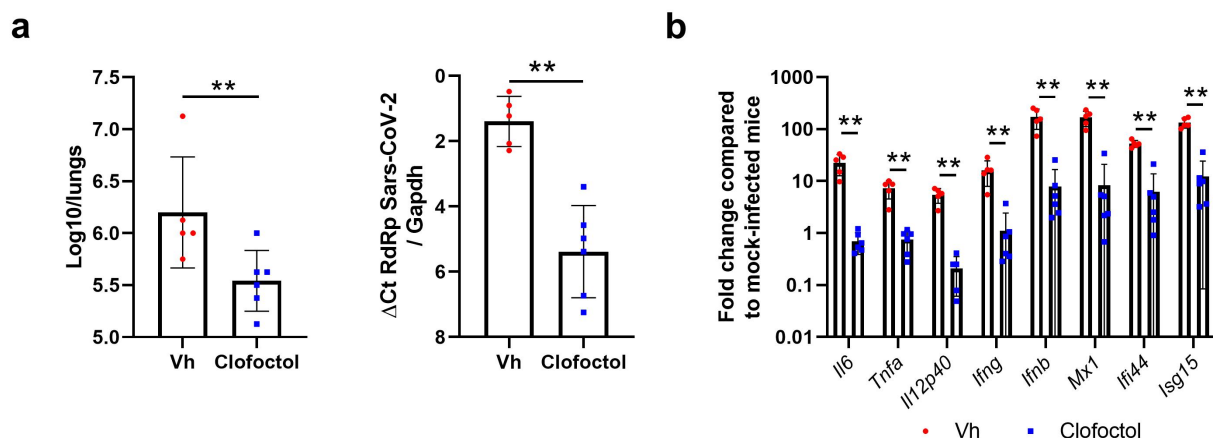 a
b
Log10/lungs
7.5
7.0
6.5
6.0
5.5
5.0
**
Vh
Clofoctol
ΔCt RdRp Sars-CoV-2
/ Gapdh
0
2
4
6
8
**
Vh
Clofoctol
Fold change compared
to mock-infected mice
1000
100
10
1
0.1
0.01
**
**
**
**
**
**
**
**
Il6
Tnfa
Il12p40
Ifng
Ifnb
Mx1
Ifi44
Isg15
Vh
Clofoctol